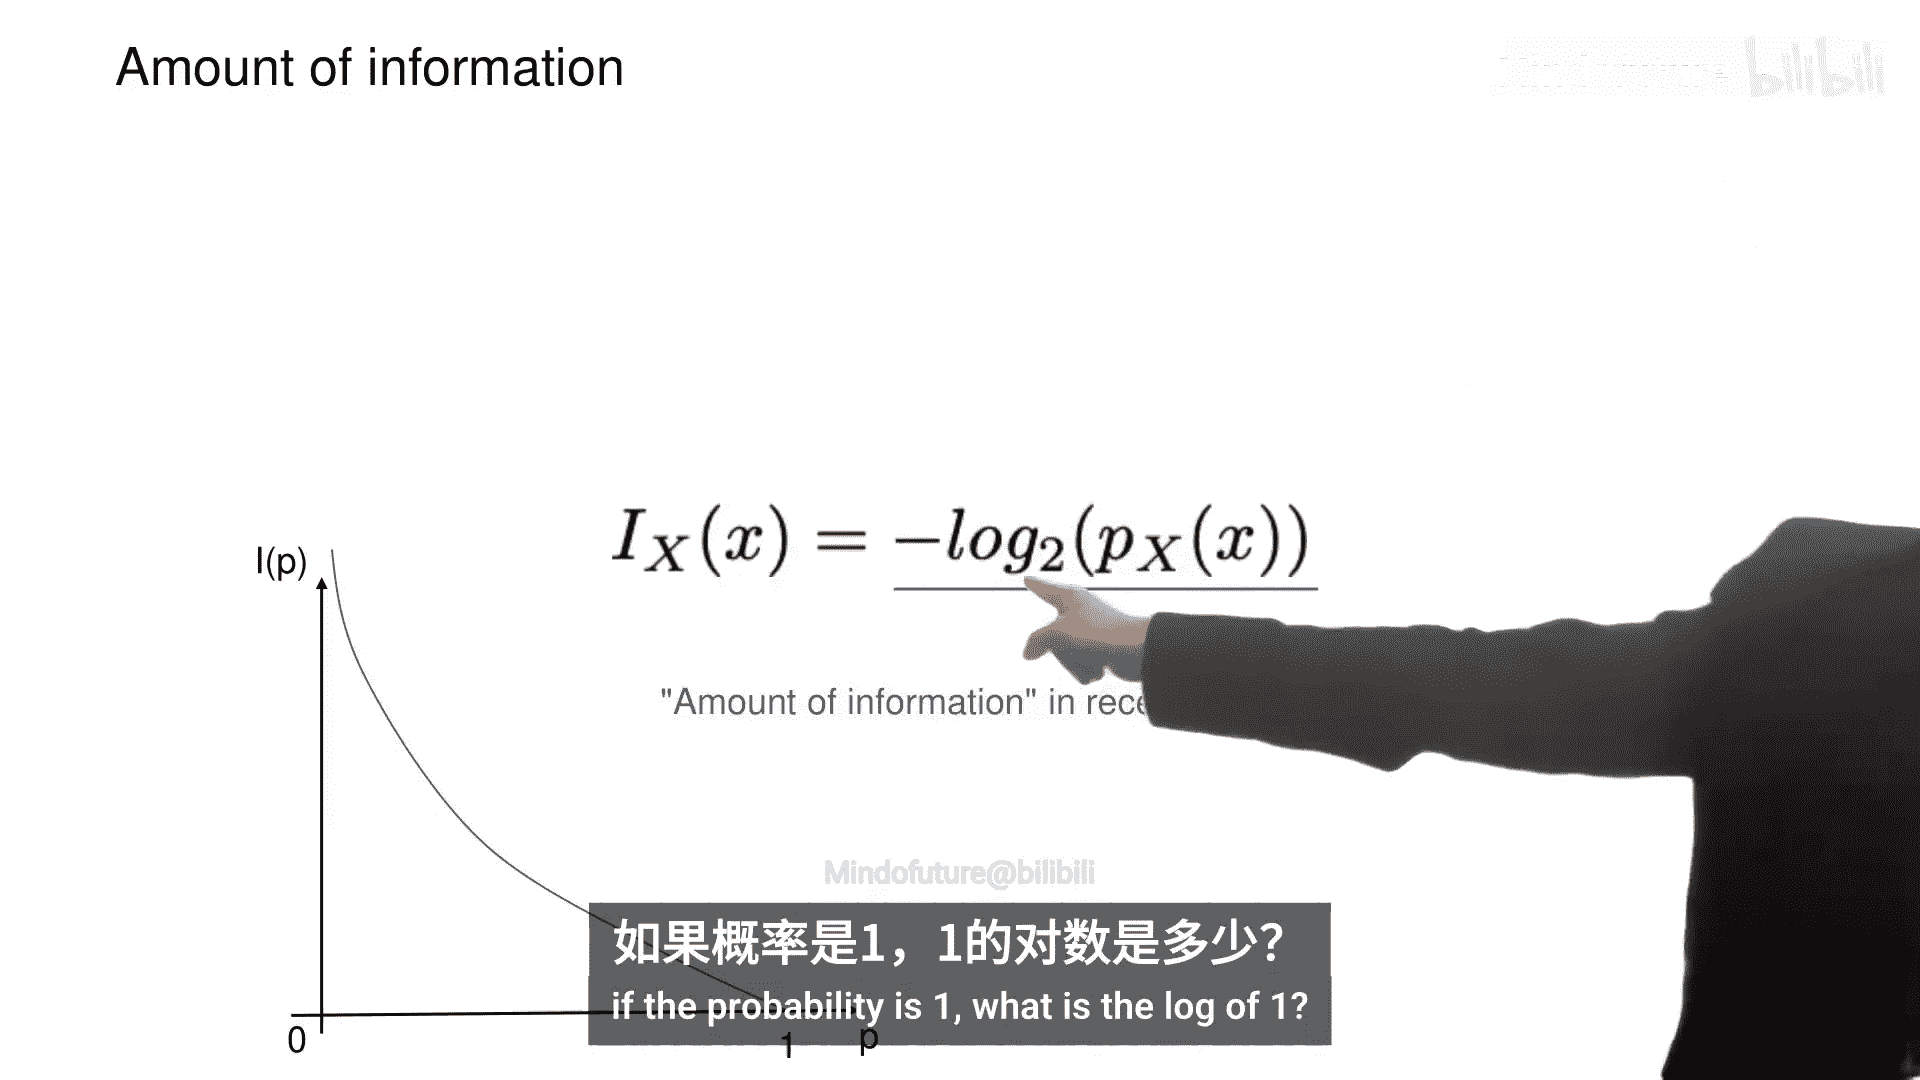 Amount of information
bilibili
I_X(x) = -log_2(p_X(x))
I(p)
"Amount of information" in
Mindofuture@bilibili
如果概率是1，1的对数是多少？
if the probability is 1, what is the log of 1?
0
1
p